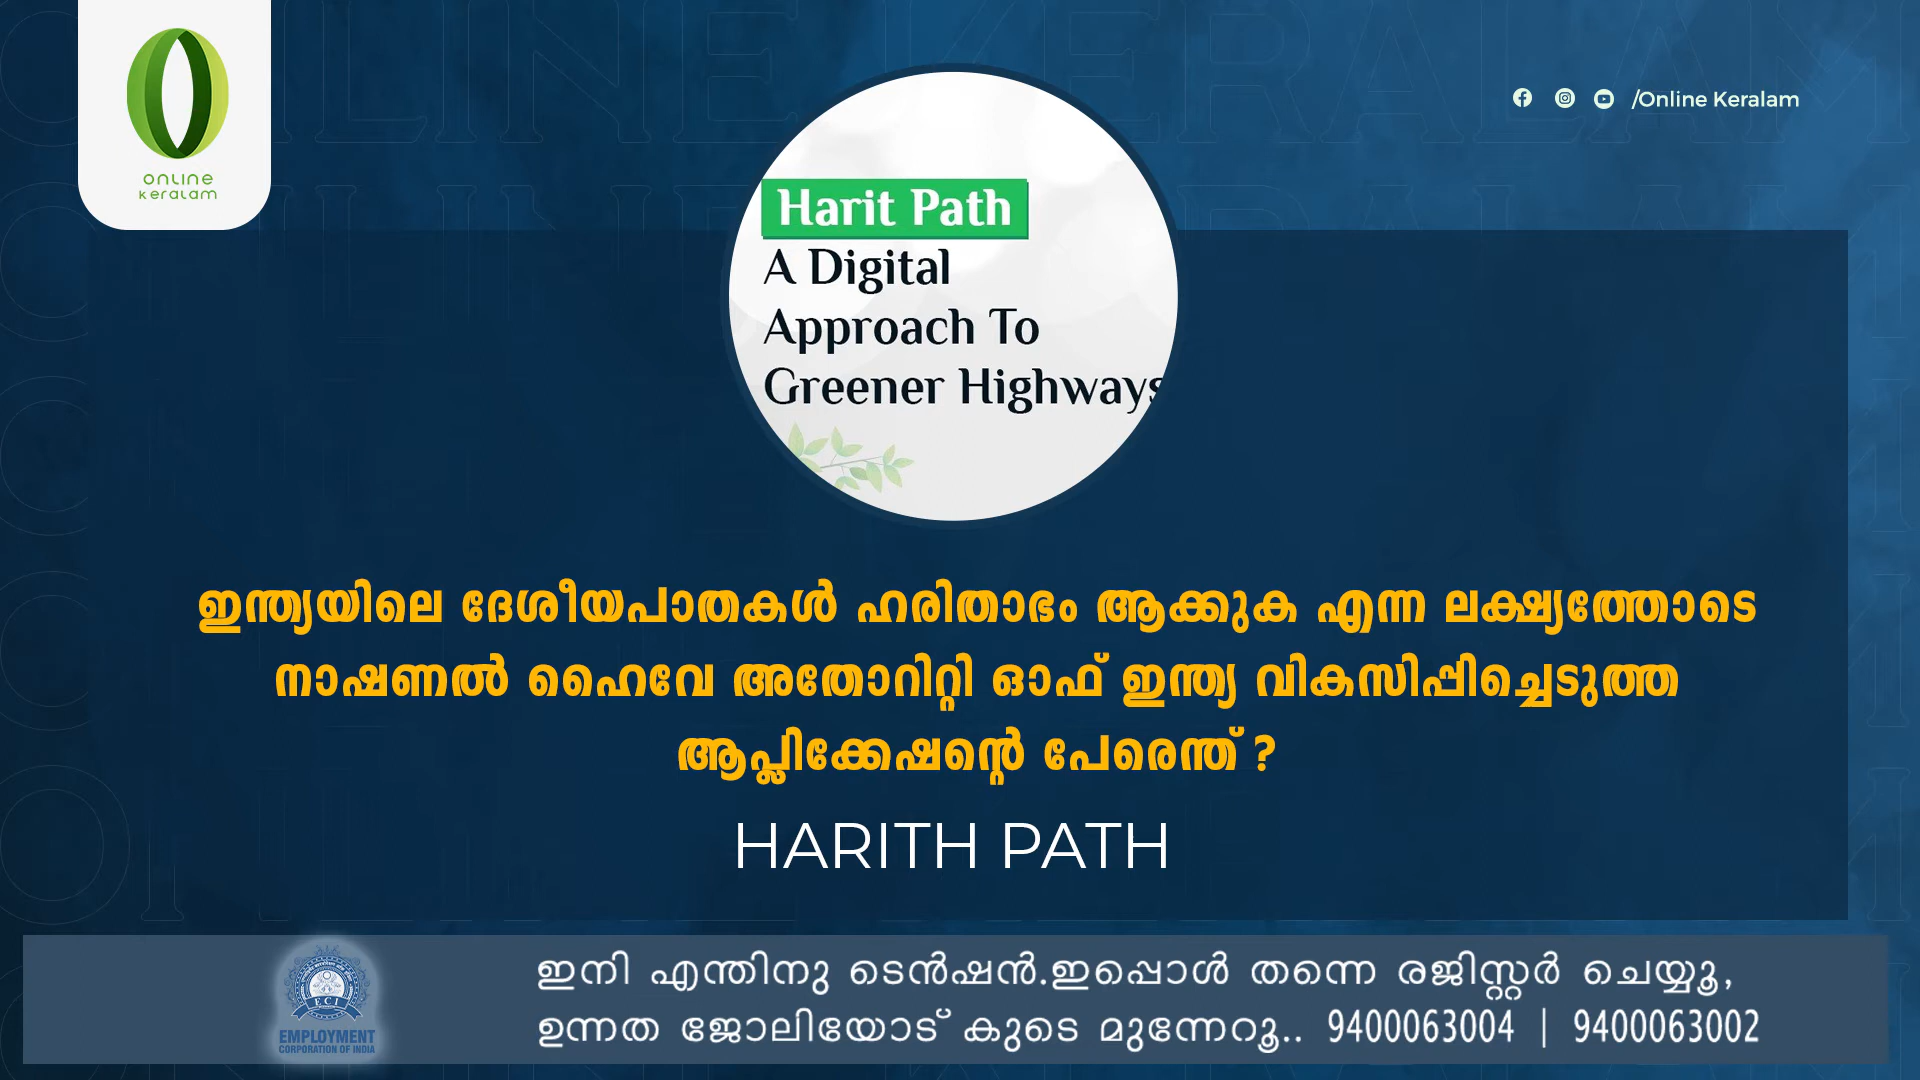 ONLINE
keralam
/Online Keralam
Harit Path
A Digital
Approach To
Greener Highways
ഇന്ത്യയിലെ ദേശീയപാതകൾ ഹരിതാഭം ആക്കുക എന്ന ലക്ഷ്യത്തോടെ
നാഷണൽ ഹൈവേ അതോറിറ്റി ഓഫ് ഇന്ത്യ വികസിപ്പിച്ചെടുത്ത
ആപ്ലിക്കേഷന്റെ പേരെന്ത് ?
HARITH PATH
ECI
EMPLOYMENT
CORPORATION OF INDIA
ഇനി എന്തിനു ടെൻഷൻ.ഇപ്പൊൾ തന്നെ രജിസ്റ്റർ ചെയ്യൂ,
ഉന്നത ജോലിയോട് കുടെ മുന്നേറൂ.. 9400063004 | 9400063002